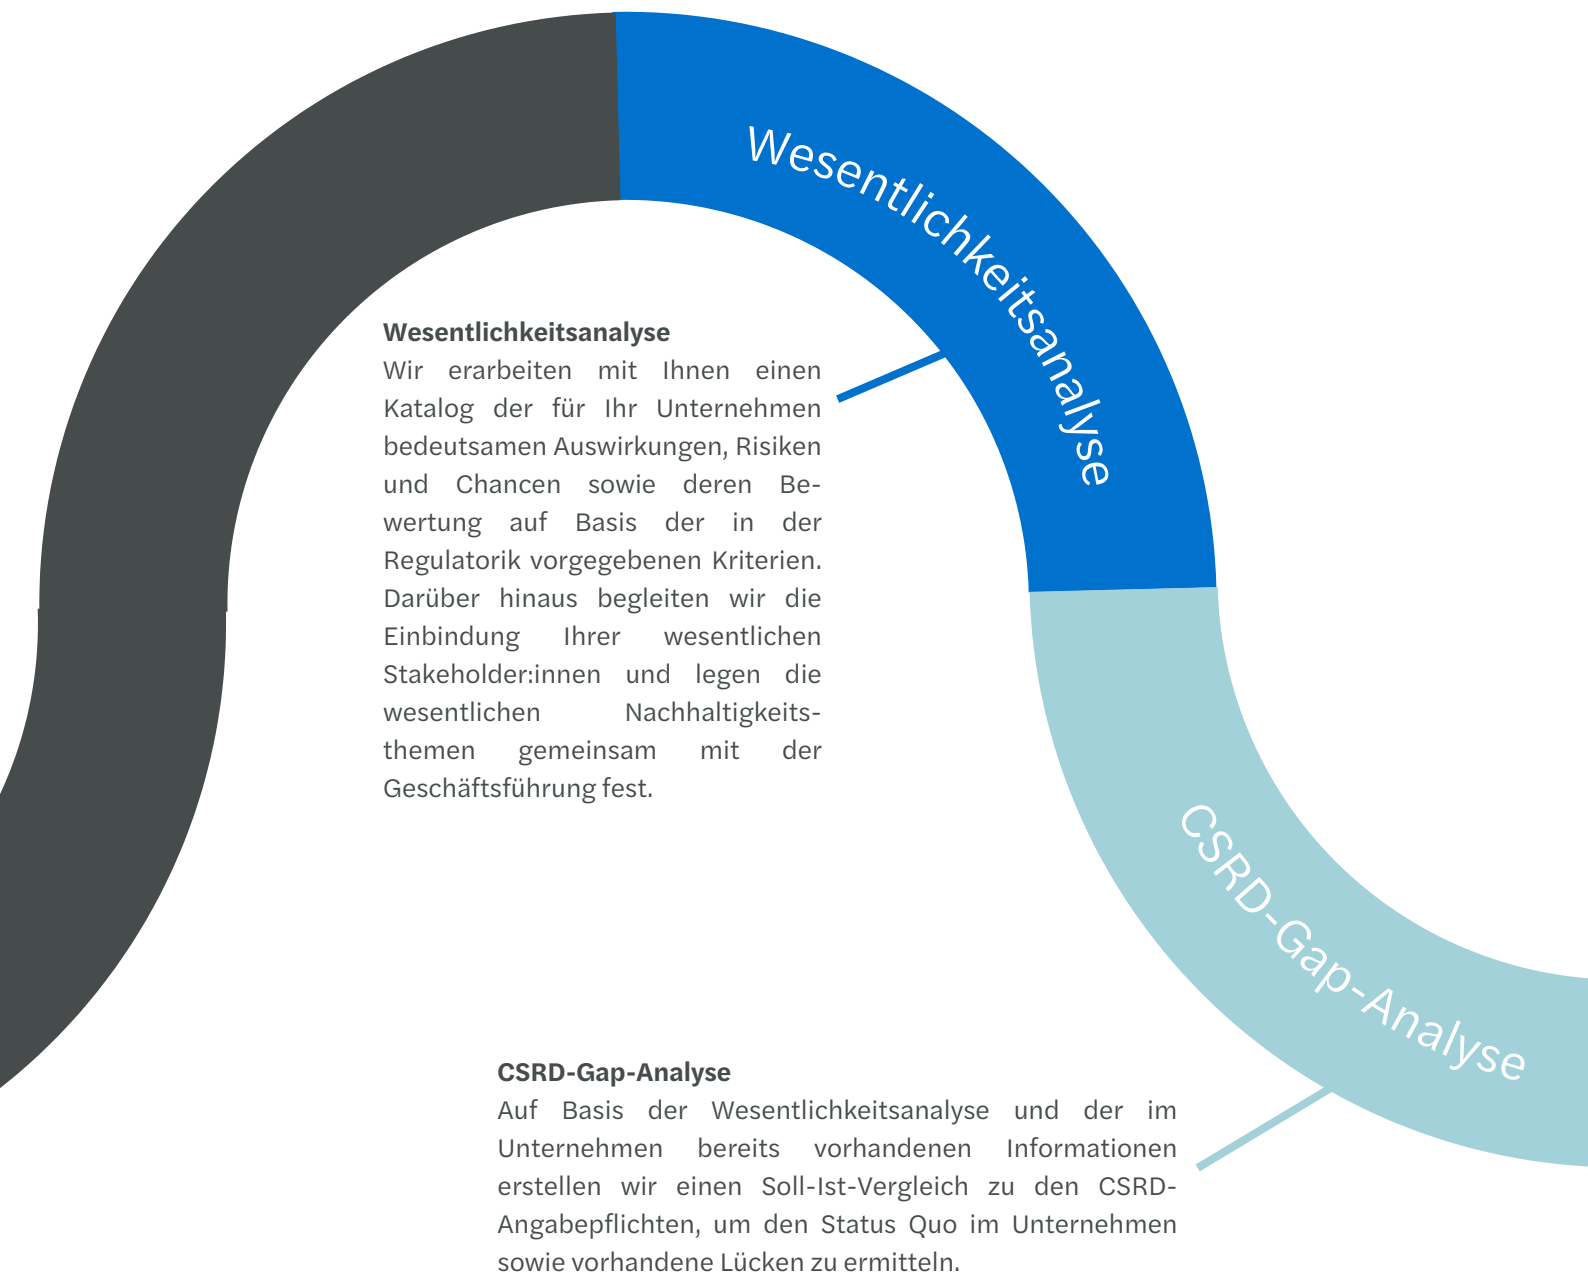 Wesentlichkeitsanalyse
Wesentlichkeitsanalyse
Wir erarbeiten mit Ihnen einen
Katalog der für Ihr Unternehmen
bedeutsamen Auswirkungen, Risiken
und Chancen sowie deren Be-
wertung auf Basis der in der
Regulatorik vorgegebenen Kriterien.
Darüber hinaus begleiten wir die
Einbindung Ihrer wesentlichen
Stakeholder:innen und legen die
wesentlichen Nachhaltigkeits-
themen gemeinsam mit der
Geschäftsführung fest.
CSRD-Gap-Analyse
CSRD-Gap-Analyse
Auf Basis der Wesentlichkeitsanalyse und der im
Unternehmen bereits vorhandenen Informationen
erstellen wir einen Soll-Ist-Vergleich zu den CSRD-
Angabepflichten, um den Status Quo im Unternehmen
sowie vorhandene Lücken zu ermitteln.